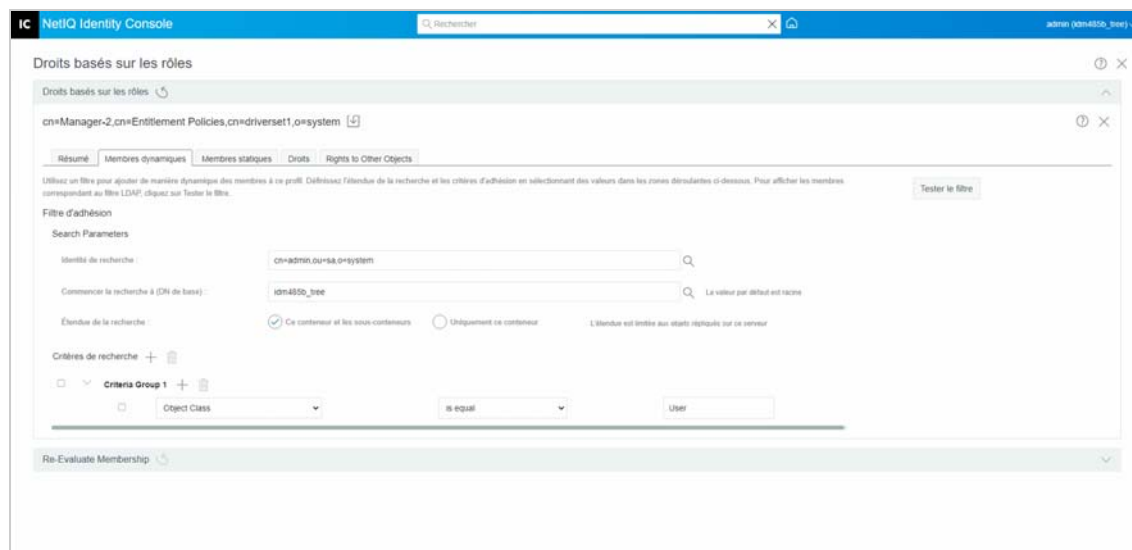 IC NetIQ Identity Console Rechercher admin (idm485b_tree)
Droits basés sur les rôles
Droits basés sur les rôles
cn=Manager-2,cn=Entitlement Policies,cn=driverset1,o=system
Résumé Membres dynamiques Membres statiques Droits Rights to Other Objects
Utilisez un filtre pour ajouter de manière dynamique des membres à ce profil. Définissez l'étendue de la recherche et les critères d'adhésion en sélectionnant des valeurs dans les zones déroulantes ci-dessous. Pour afficher les membres
correspondant au filtre LDAP, cliquez sur Tester le filtre.
Tester le filtre
Filtre d'adhésion
Search Parameters
Identité de recherche : cn=admin,ou=sa,o=system
Commencer la recherche à (DN de base) : idm485b_tree La valeur par défaut est racine
Étendue de la recherche : Ce conteneur et les sous-conteneurs Uniquement ce conteneur L'étendue est limitée aux objets répliqués sur ce serveur
Critères de recherche
Criteria Group 1
Object Class is equal User
Re-Evaluate Membership